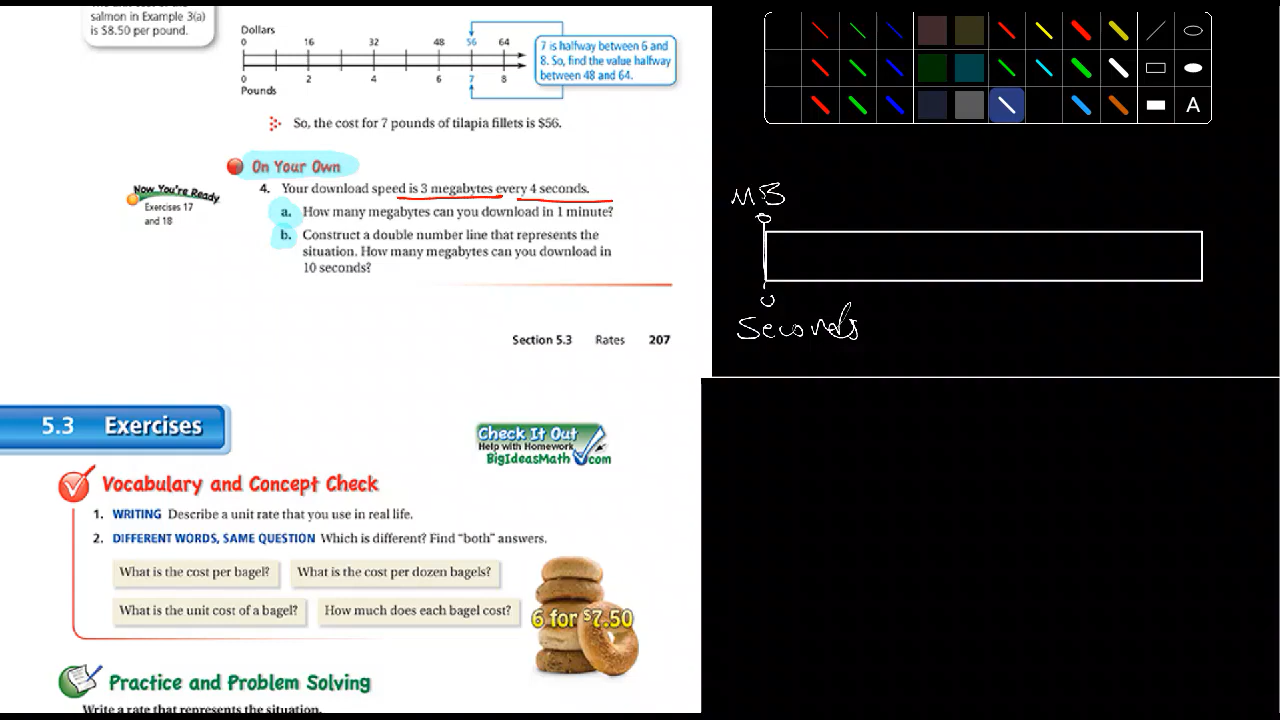 salmon in Example 3(a)
is $8.50 per pound.
Dollars
0 16 32 48 56 64
0 2 4 6 7 8
Pounds
7 is halfway between 6 and
8. So, find the value halfway
between 48 and 64.
So, the cost for 7 pounds of tilapia fillets is $56.
On Your Own
Now You're Ready
Exercises 17
and 18
4. Your download speed is 3 megabytes every 4 seconds.
a. How many megabytes can you download in 1 minute?
b. Construct a double number line that represents the
situation. How many megabytes can you download in
10 seconds?
Section 5.3 Rates 207
A
MB
0
0
Seconds
5.3 Exercises
Check It Out
Help with Homework
BigIdeasMath.com
Vocabulary and Concept Check
1. WRITING Describe a unit rate that you use in real life.
2. DIFFERENT WORDS, SAME QUESTION Which is different? Find "both" answers.
What is the cost per bagel?
What is the cost per dozen bagels?
What is the unit cost of a bagel?
How much does each bagel cost?
6 for $7.50
Practice and Problem Solving
Write a rate that represents the situation.